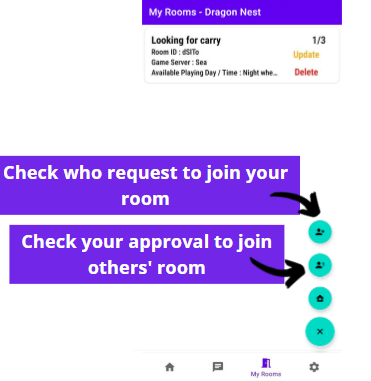 My Rooms - Dragon Nest
Looking for carry 1/3
Room ID : dSITo
Game Server : Sea
Update
Available Playing Day / Time : Night whe...
Delete
Check who request to join your
room
Check your approval to join
others' room
My Rooms